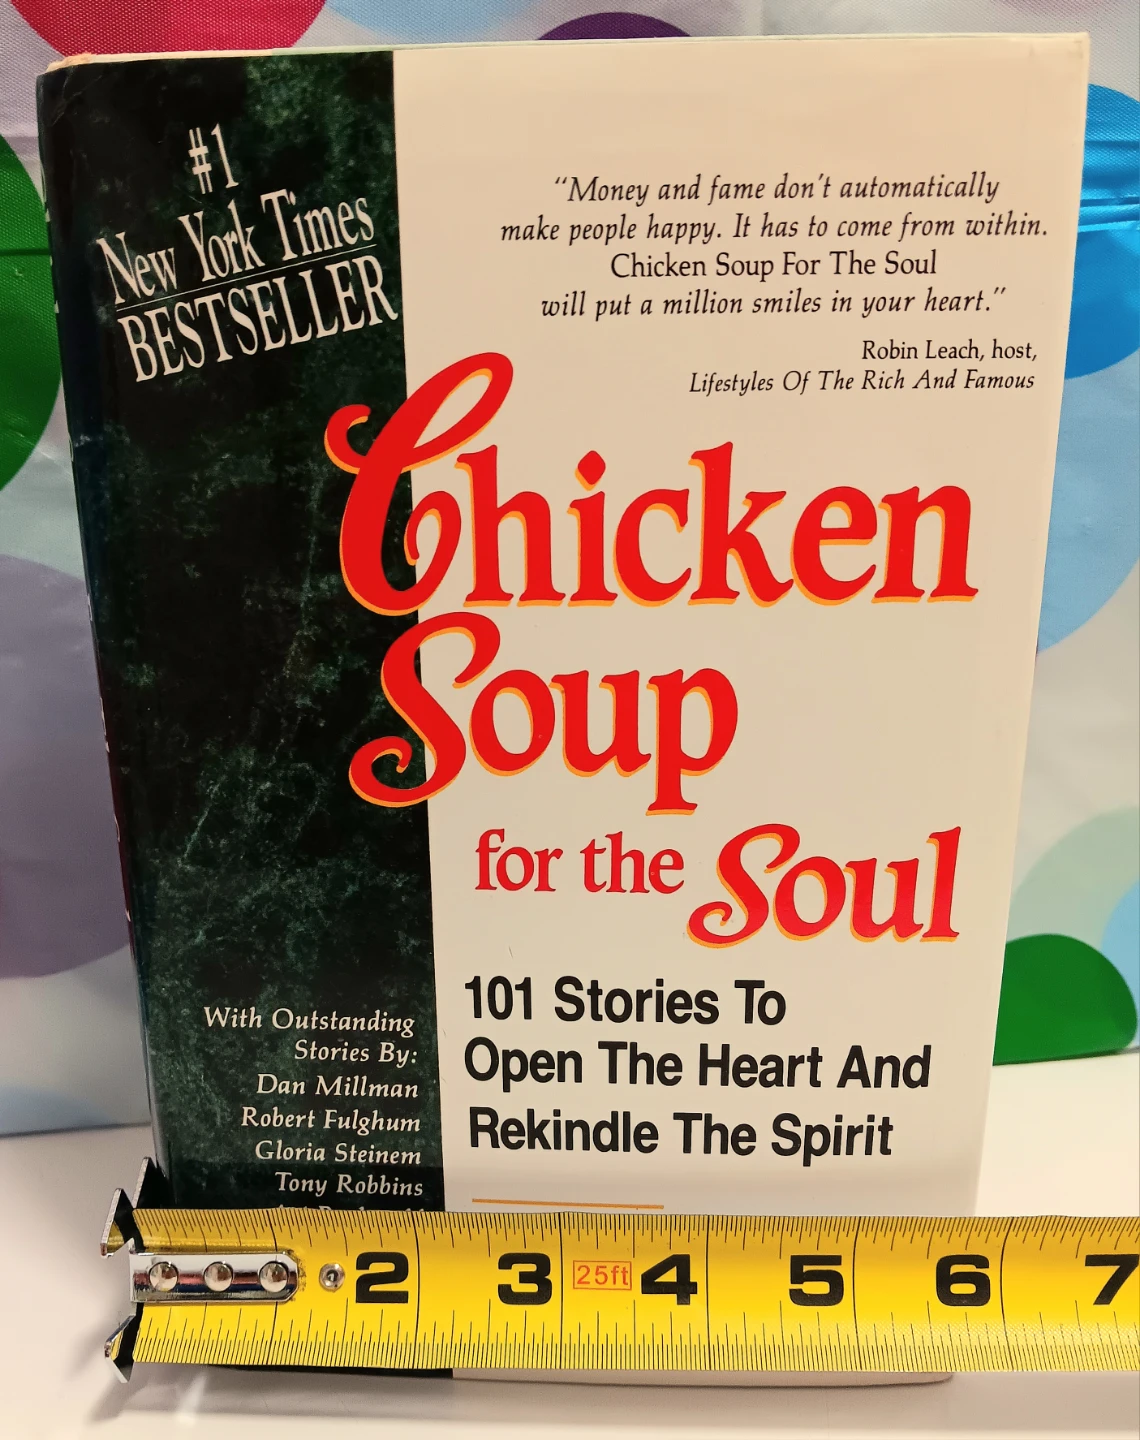 #1
New York Times
BESTSELLER
“Money and fame don't automatically
make people happy. It has to come from within.
Chicken Soup For The Soul
will put a million smiles in your heart.”
Robin Leach, host,
Lifestyles Of The Rich And Famous
Chicken
Soup
for the Soul
101 Stories To
Open The Heart And
Rekindle The Spirit
With Outstanding
Stories By:
Dan Millman
Robert Fulghum
Gloria Steinem
Tony Robbins
2 3 25ft 4 5 6 7